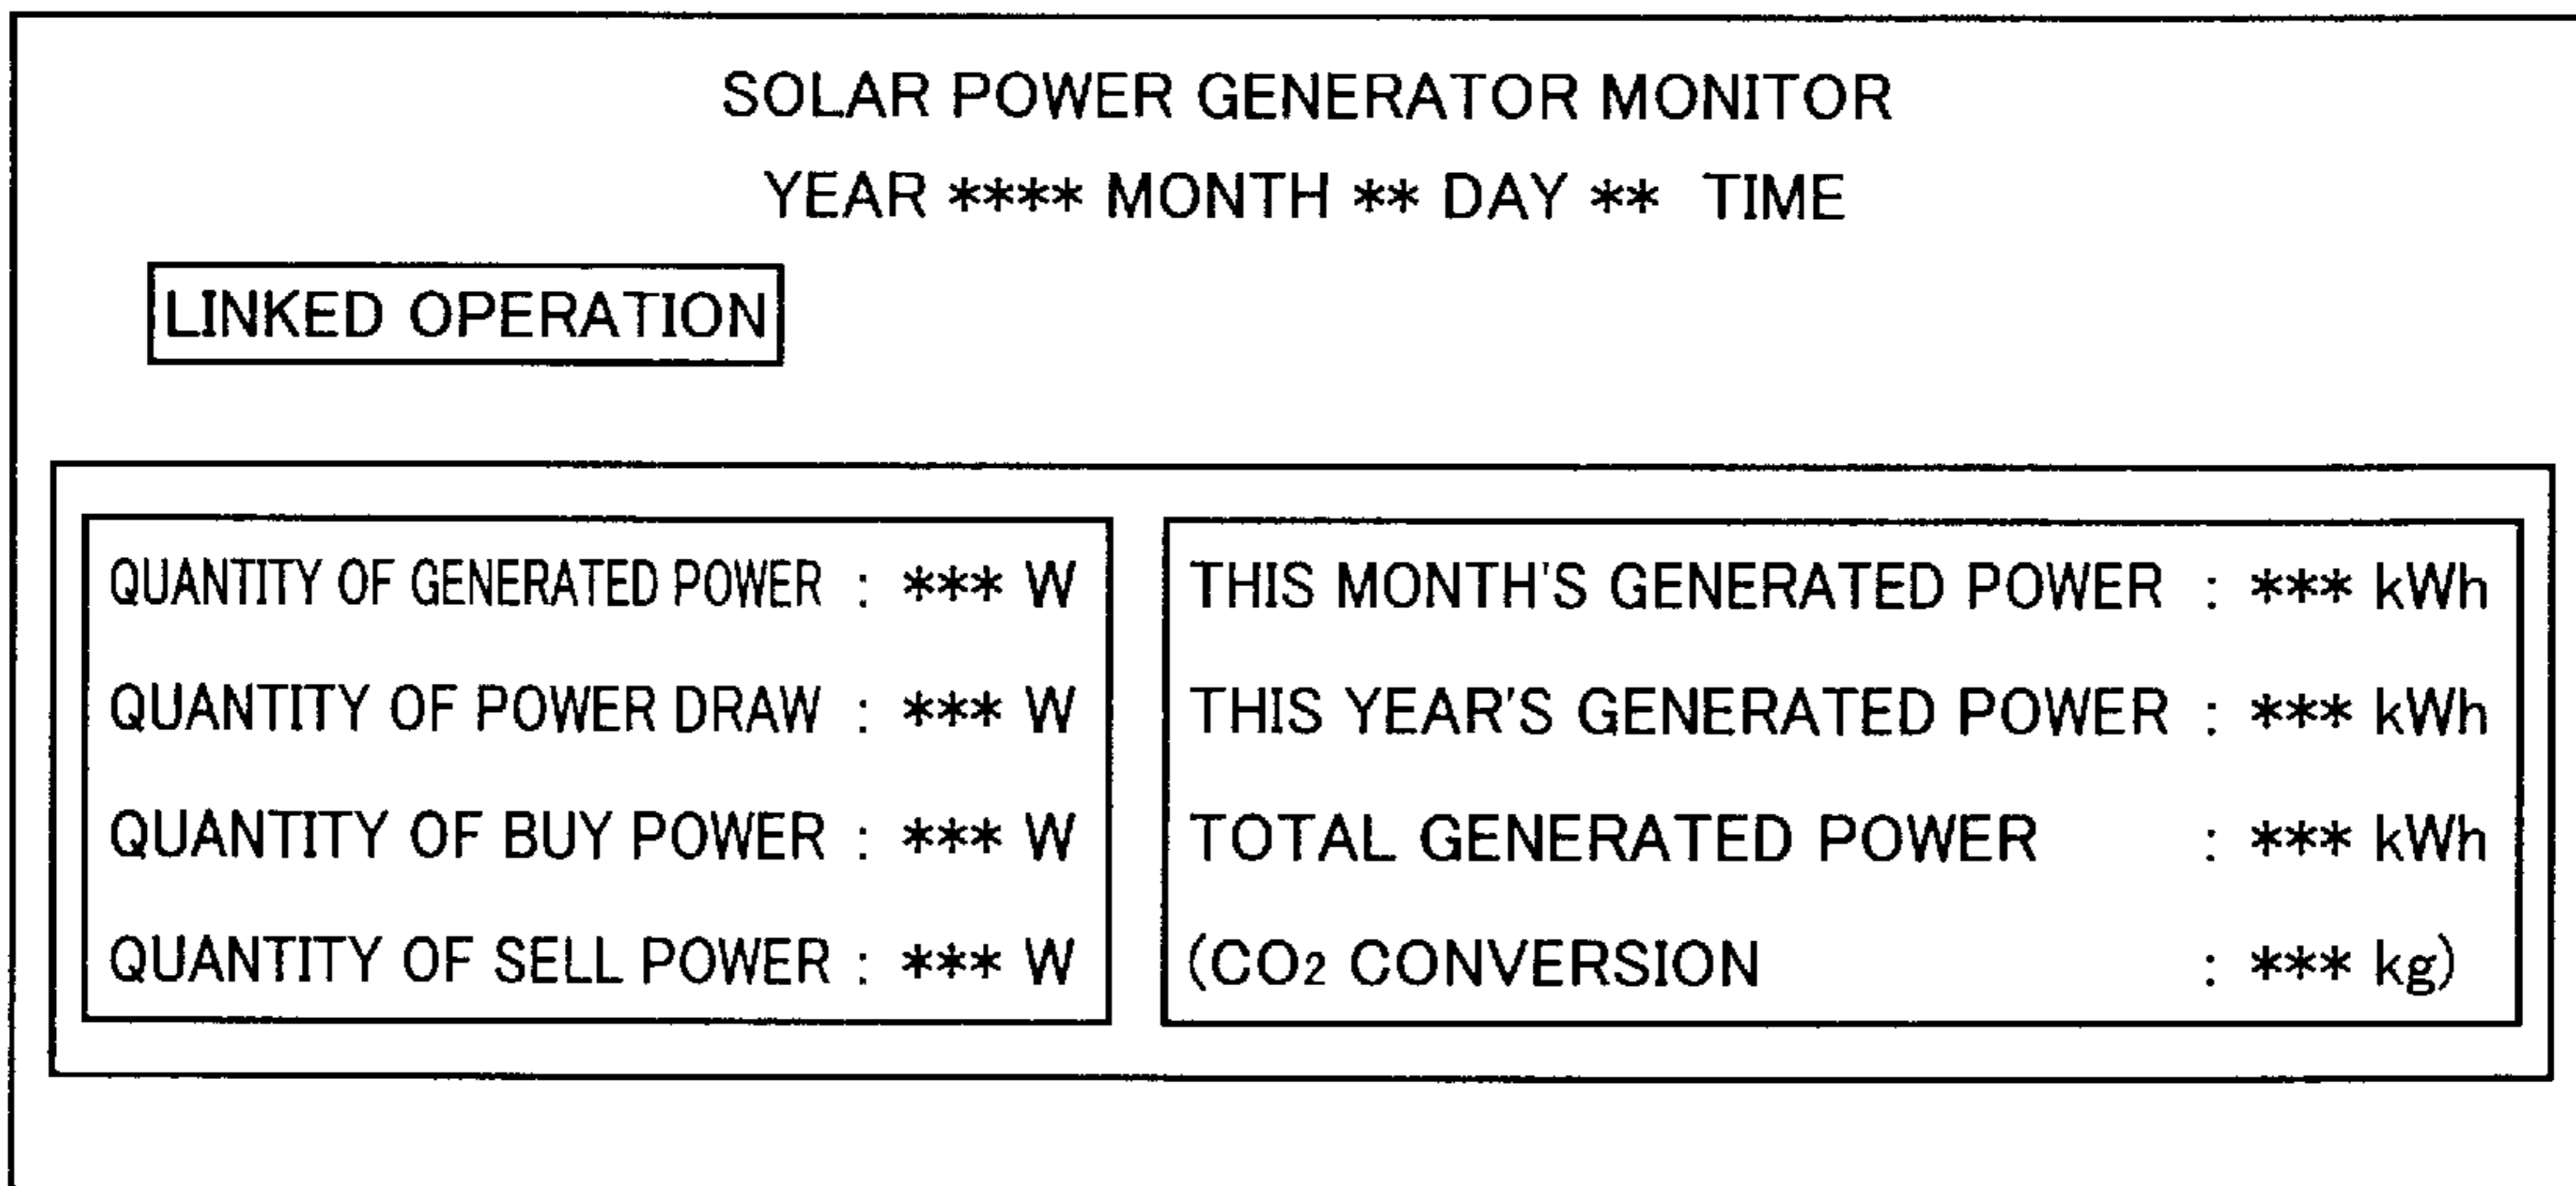 SOLAR POWER GENERATOR MONITOR
YEAR **** MONTH ** DAY ** TIME
LINKED OPERATION
QUANTITY OF GENERATED POWER : *** W
QUANTITY OF POWER DRAW : *** W
QUANTITY OF BUY POWER : *** W
QUANTITY OF SELL POWER : *** W
THIS MONTH'S GENERATED POWER : *** kWh
THIS YEAR'S GENERATED POWER : *** kWh
TOTAL GENERATED POWER : *** kWh
(CO2 CONVERSION : *** kg)